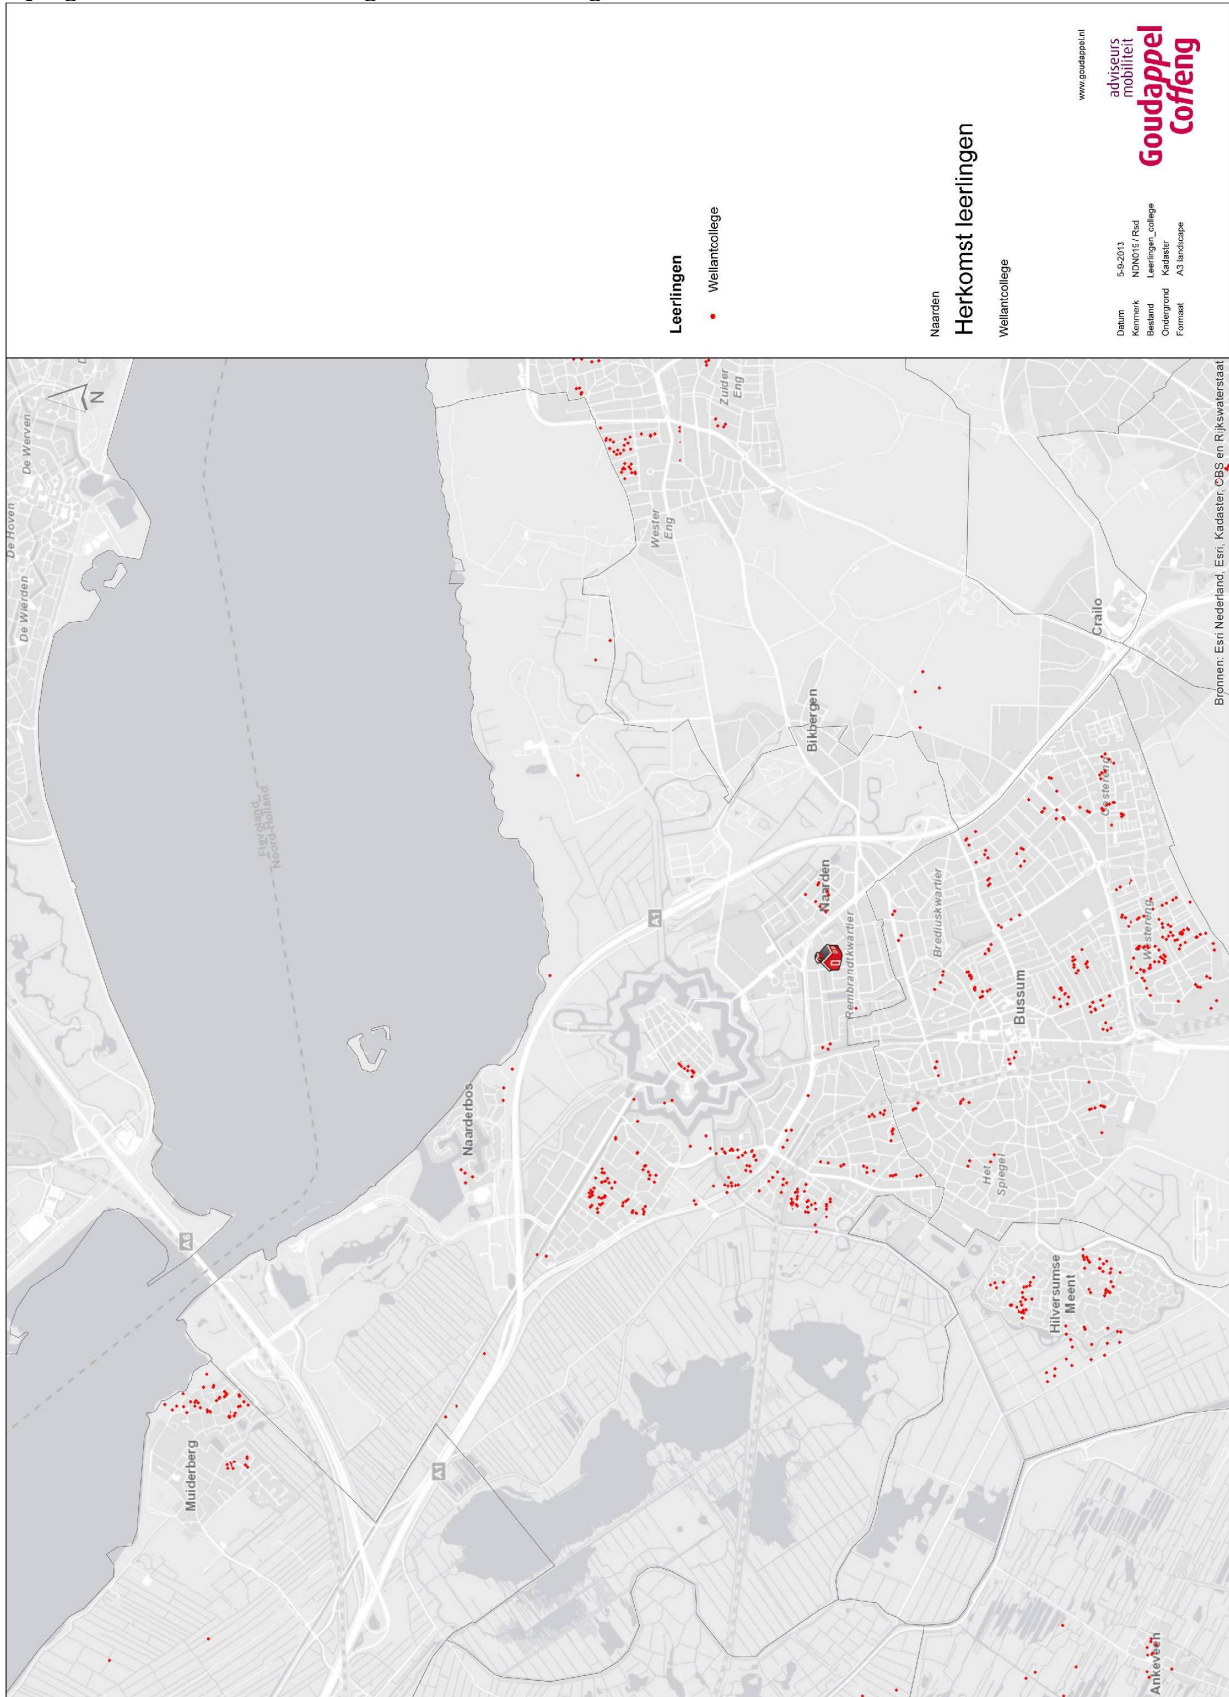 De Werven
De Hoven
De Wierden
N
Flevoland
Noord-Holland
A6
A1
A1
Naarderbos
Muiderberg
Wester
Eng
Zuider
Eng
Bikbergen
Crailo
Naarden
Rembrandtkwartier
Brediuskwartier
Oostereng
Westereng
Bussum
Het
Spiegel
Hilversumse
Meent
Ankeveen
Bronnen: Esri Nederland, Esri, Kadaster, CBS en Rijkswaterstaat
Leerlingen
Wellantcollege
Naarden
Herkomst leerlingen
Wellantcollege
Datum 5-9-2013
Kenmerk / Rsd
Bestand Leerlingen_college
Ondergrond Kadaster
Formaat A3 landscape
www.goudappel.nl
adviseurs
mobiliteit
Goudappel
Coffeng